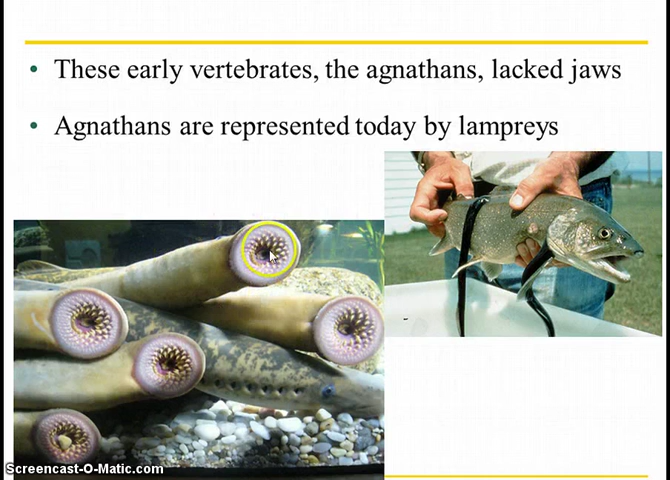 • These early vertebrates, the agnathans, lacked jaws
• Agnathans are represented today by lampreys
Screencast-O-Matic.com